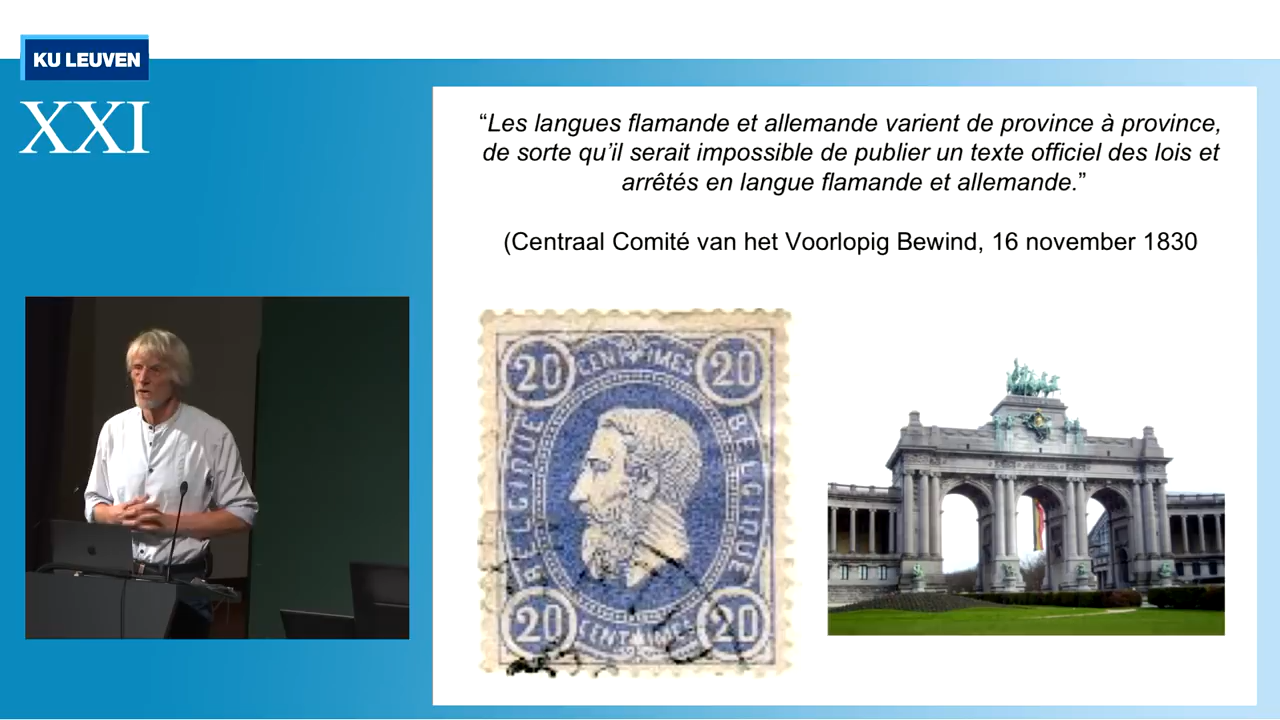 KU LEUVEN
XXI
“Les langues flamande et allemande varient de province à province,
de sorte qu’il serait impossible de publier un texte officiel des lois et
arrêtés en langue flamande et allemande.”
(Centraal Comité van het Voorlopig Bewind, 16 november 1830
20 CENTIMES 20
BELGIQUE BELGIQUE
20 CENTIMES 20